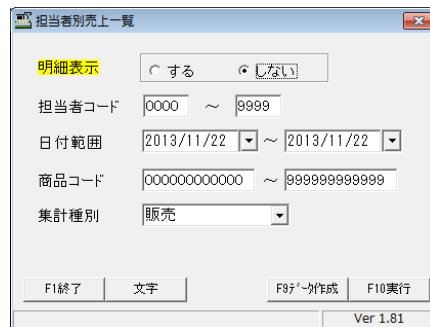 担当者別売上一覧
明細表示 する しない
担当者コード 0000 ～ 9999
日付範囲 2013/11/22 ～ 2013/11/22
商品コード 000000000000 ～ 999999999999
集計種別 販売
F1終了 文字 F9ﾃﾞｰﾀ作成 F10実行
Ver 1.81